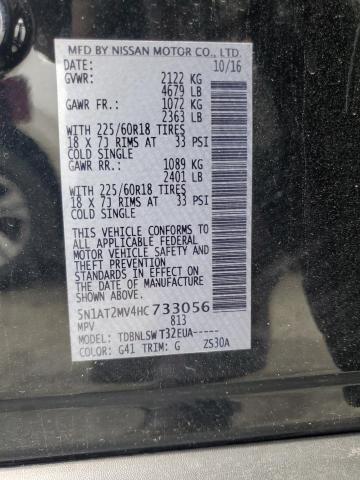 MFD BY NISSAN MOTOR CO., LTD.
DATE: 10/16
GVWR: 2122 KG
4679 LB
GAWR FR.: 1072 KG
2363 LB
WITH 225/60R18 TIRES
18 X 7J RIMS AT 33 PSI
COLD SINGLE
GAWR RR.: 1089 KG
2401 LB
WITH 225/60R18 TIRES
18 X 7J RIMS AT 33 PSI
COLD SINGLE
THIS VEHICLE CONFORMS TO
ALL APPLICABLE FEDERAL
MOTOR VEHICLE SAFETY AND
THEFT PREVENTION
STANDARDS IN EFFECT ON
THE DATE OF MANUFACTURE
SHOWN ABOVE.
5N1AT2MV4HC733056
MPV 813
MODEL: TDBNLSW T32EUA-----
COLOR: G41 TRIM: G ZS30A